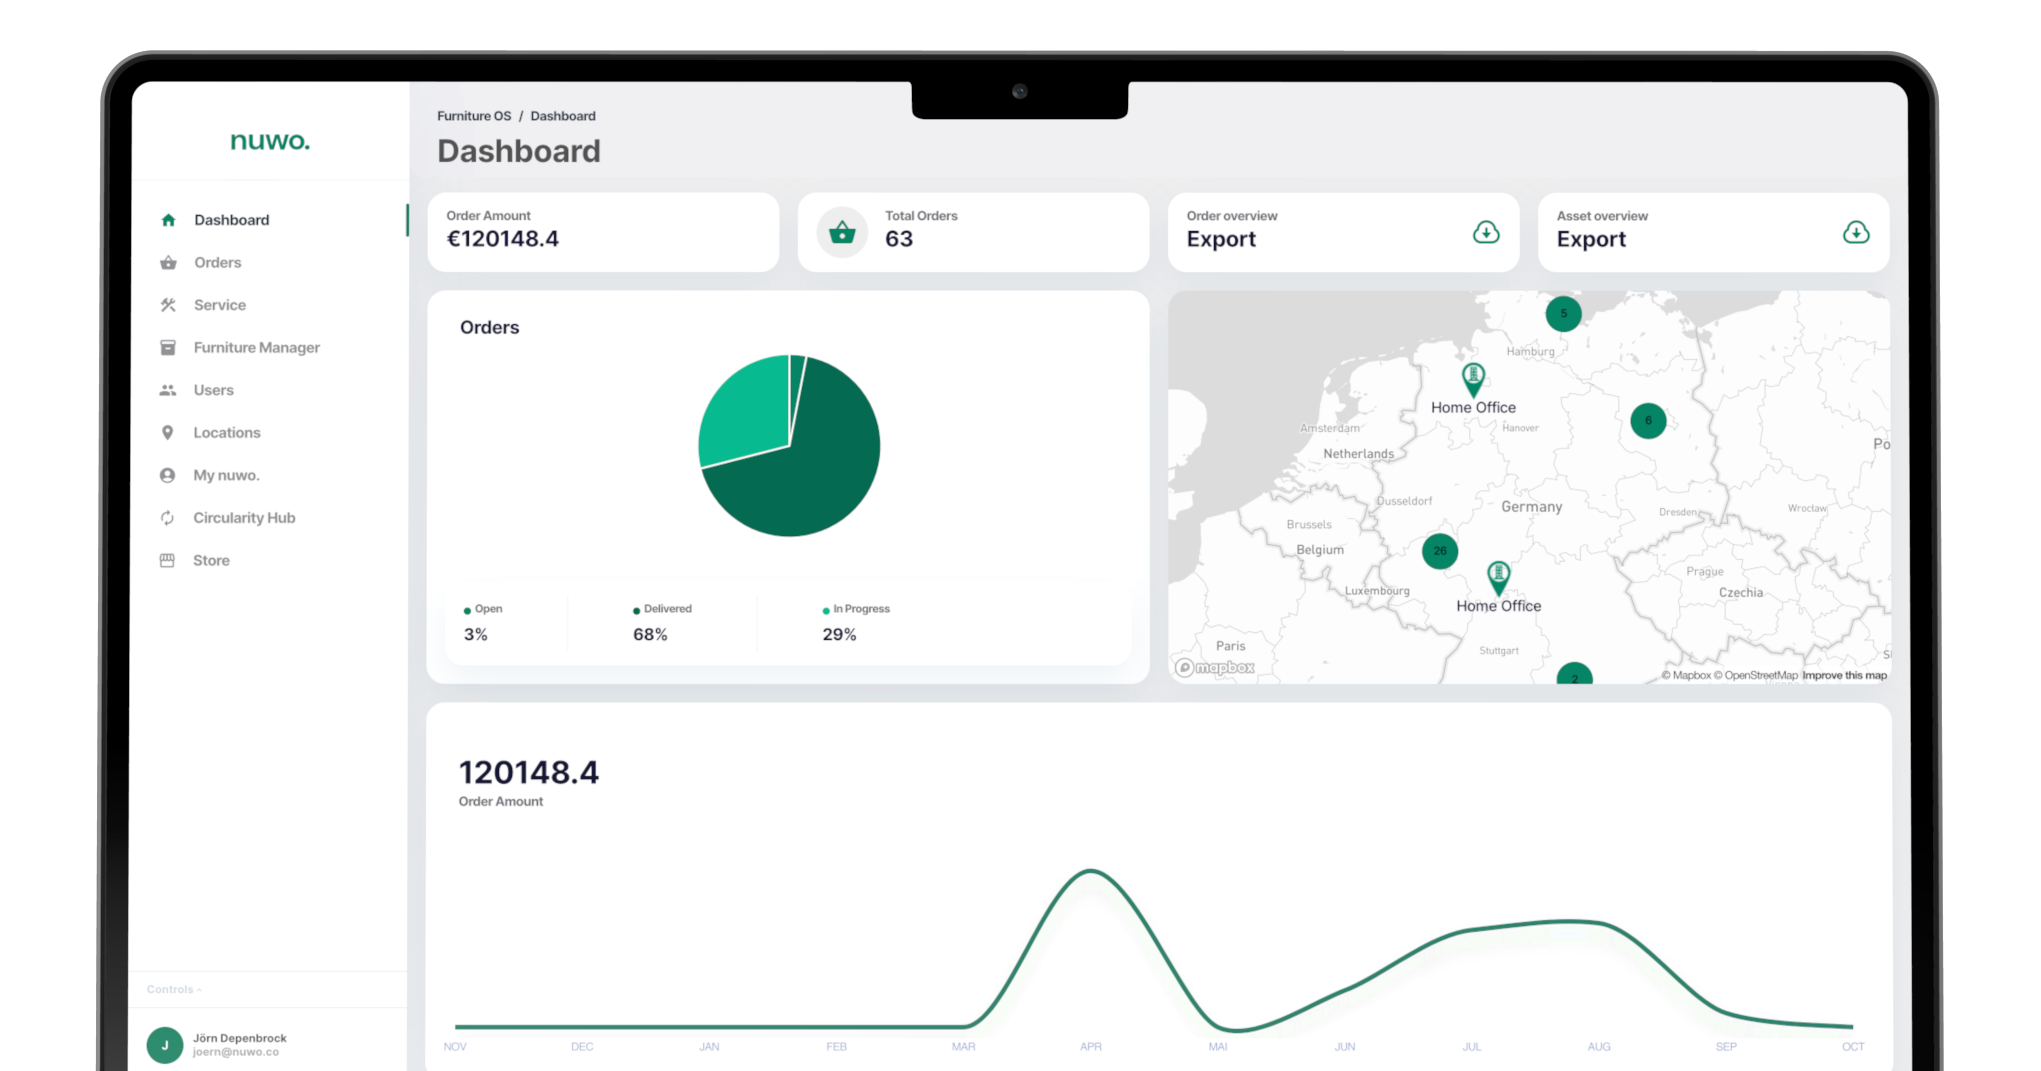 nuwo.
Dashboard
Orders
Service
Furniture Manager
Users
Locations
My nuwo.
Circularity Hub
Store
Controls
J
Jörn Depenbrock
joern@nuwo.co
Furniture OS / Dashboard
Dashboard
Order Amount
€120148.4
Total Orders
63
Order overview
Export
Asset overview
Export
Orders
Open
3%
Delivered
68%
In Progress
29%
5
Hamburg
Home Office
6
Amsterdam
Hanover
Po
Netherlands
Dusseldorf
Germany
Dresden
Wroclaw
Brussels
Belgium
26
Prague
Luxembourg
Czechia
Home Office
Paris
Stuttgart
S
mapbox
2
© Mapbox © OpenStreetMap Improve this map
120148.4
Order Amount
NOV DEC JAN FEB MAR APR MAI JUN JUL AUG SEP OCT